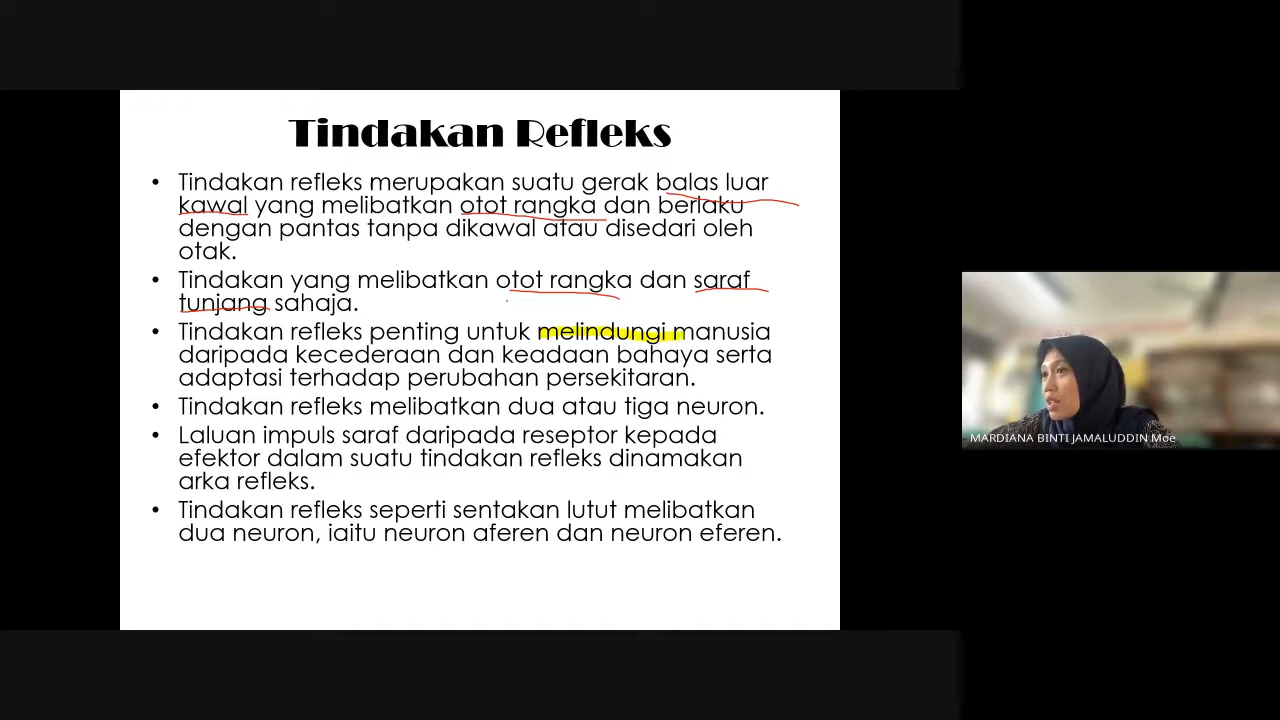 Tindakan Refleks
• Tindakan refleks merupakan suatu gerak balas luar
kawal yang melibatkan otot rangka dan berlaku
dengan pantas tanpa dikawal atau disedari oleh
otak.
• Tindakan yang melibatkan otot rangka dan saraf
tunjang sahaja.
• Tindakan refleks penting untuk melindungi manusia
daripada kecederaan dan keadaan bahaya serta
adaptasi terhadap perubahan persekitaran.
• Tindakan refleks melibatkan dua atau tiga neuron.
• Laluan impuls saraf daripada reseptor kepada
efektor dalam suatu tindakan refleks dinamakan
arka refleks.
• Tindakan refleks seperti sentakan lutut melibatkan
dua neuron, iaitu neuron aferen dan neuron eferen.
MARDIANA BINTI JAMALUDDIN Moe